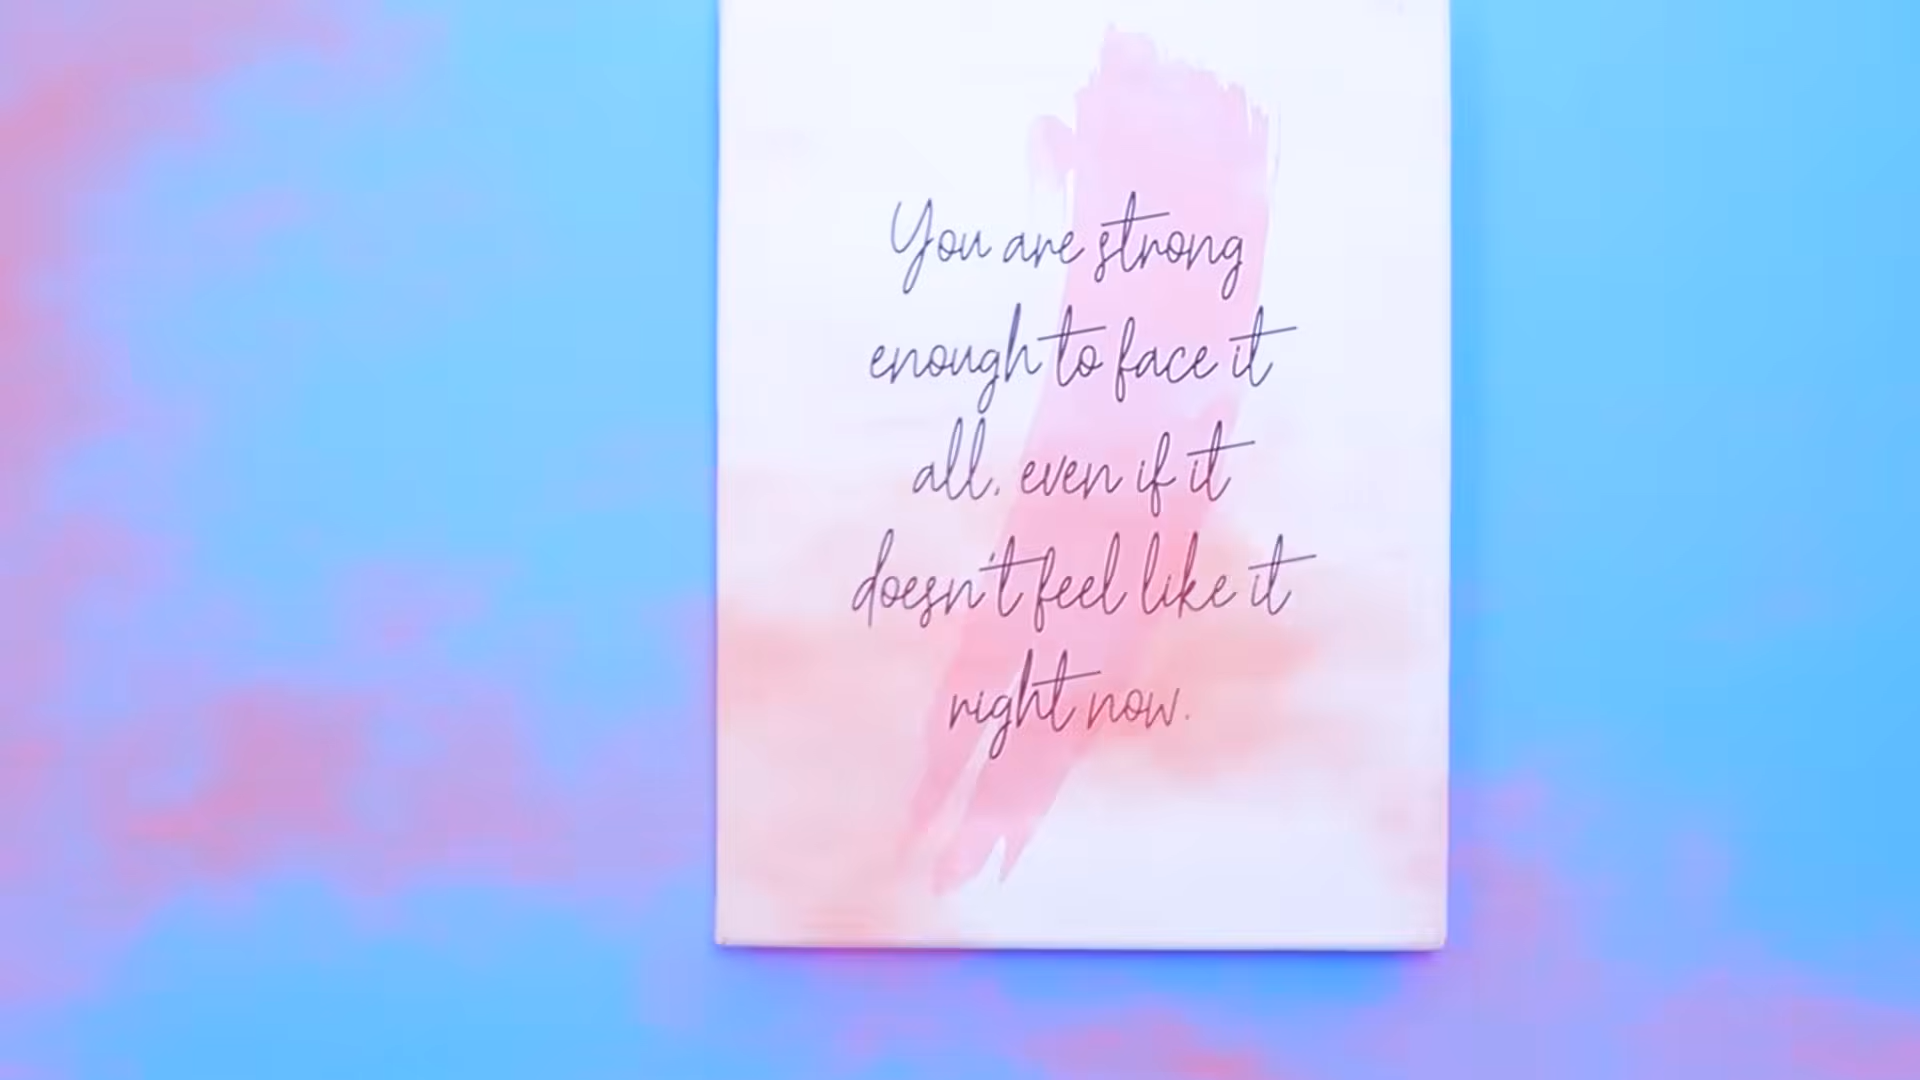 You are strong
enough to face it
all, even if it
doesn't feel like it
right now.